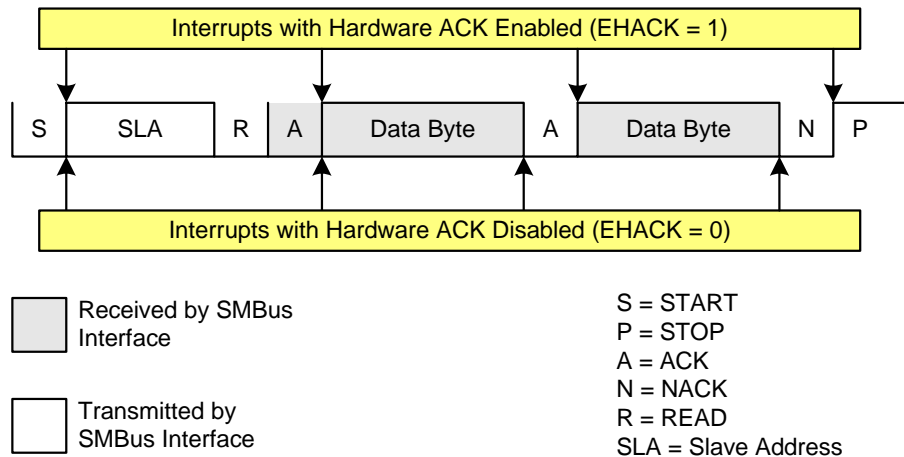 Interrupts with Hardware ACK Enabled (EHACK = 1)
S SLA R A Data Byte A Data Byte N P
Interrupts with Hardware ACK Disabled (EHACK = 0)
Received by SMBus
Interface
Transmitted by
SMBus Interface
S = START
P = STOP
A = ACK
N = NACK
R = READ
SLA = Slave Address